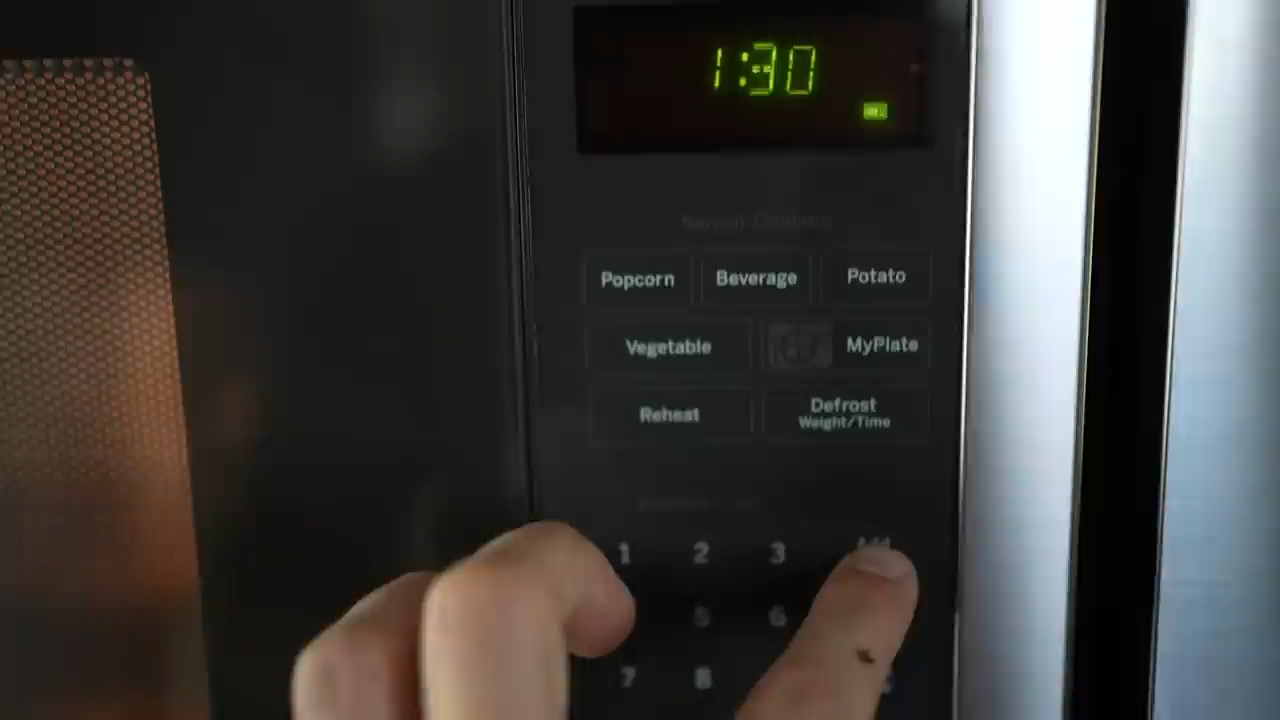 1:30
Popcorn Beverage Potato
Vegetable MyPlate
Reheat Defrost
Weight/Time
1 2 3
5 6
7 8